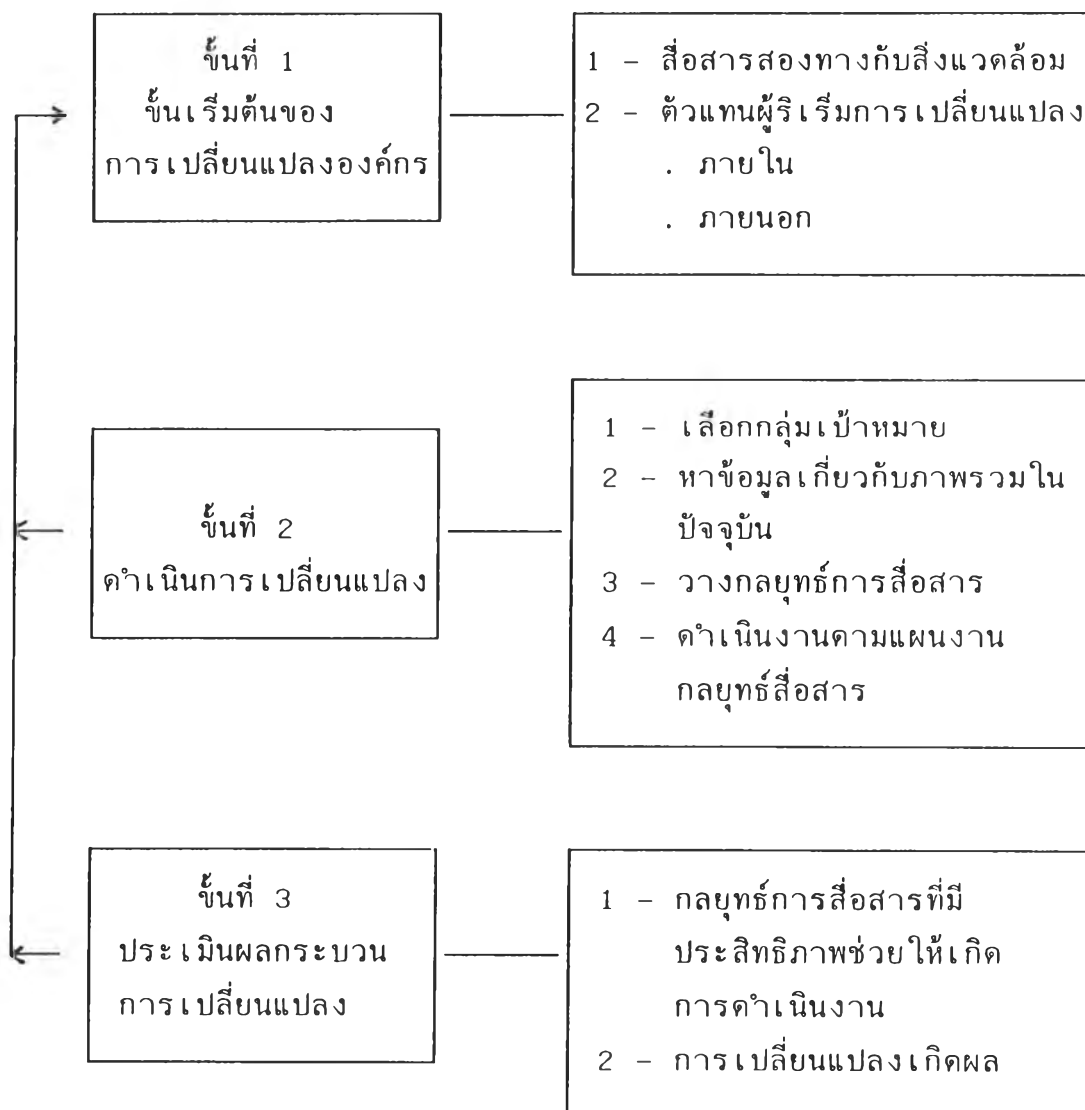 ขั้นที่ 1
ขั้นเริ่มต้นของ
การเปลี่ยนแปลงองค์กร
1 - สื่อสารสองทางกับสิ่งแวดล้อม
2 - ตัวแทนผู้ริเริ่มการเปลี่ยนแปลง
. ภายใน
. ภายนอก
ขั้นที่ 2
ดำเนินการเปลี่ยนแปลง
1 - เลือกกลุ่มเป้าหมาย
2 - หาข้อมูลเกี่ยวกับภาพรวมใน
ปัจจุบัน
3 - วางกลยุทธ์การสื่อสาร
4 - ดำเนินงานตามแผนงาน
กลยุทธ์สื่อสาร
ขั้นที่ 3
ประเมินผลกระบวน
การเปลี่ยนแปลง
1 - กลยุทธ์การสื่อสารที่มี
ประสิทธิภาพช่วยให้เกิด
การดำเนินงาน
2 - การเปลี่ยนแปลงเกิดผล